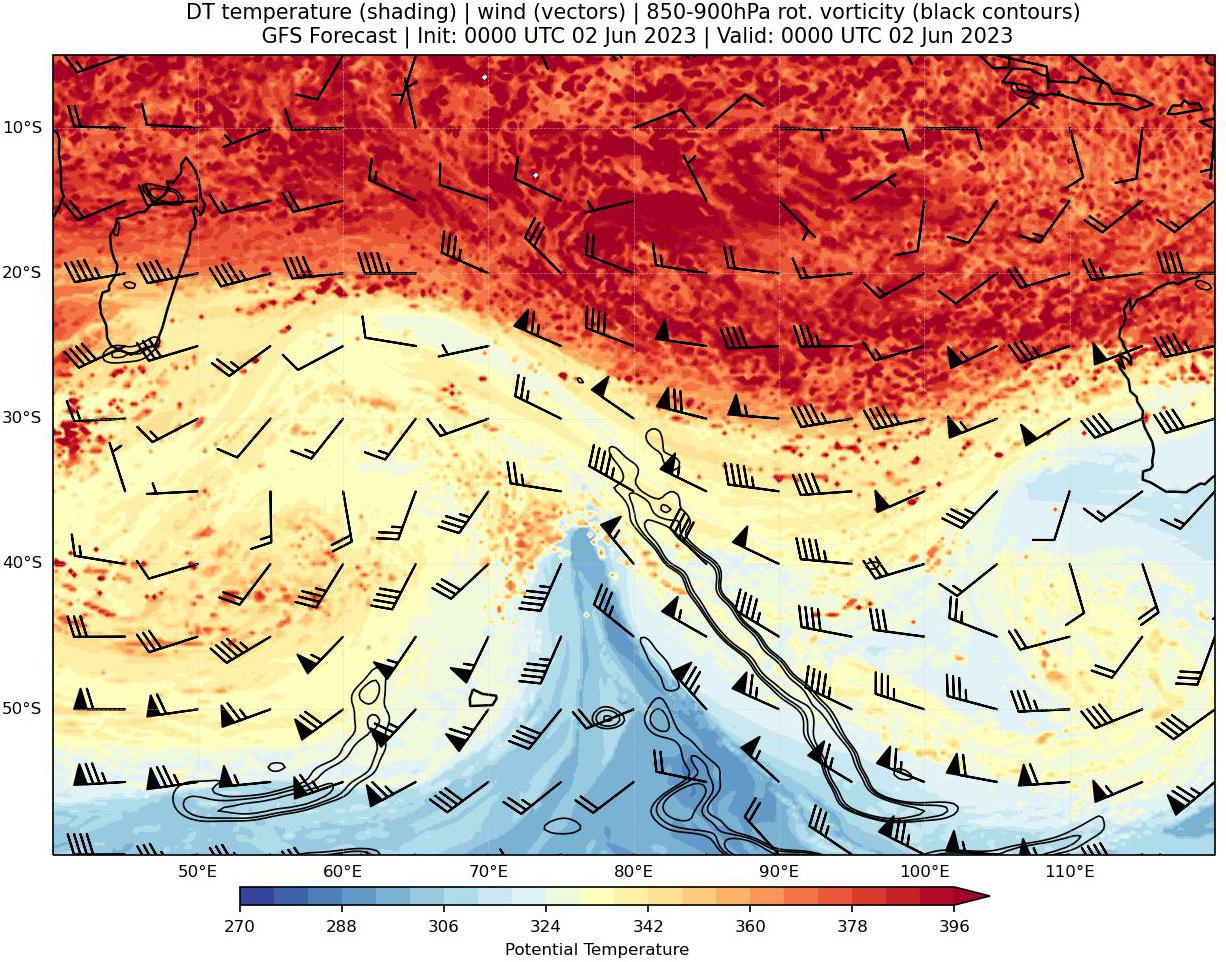 DT temperature (shading) | wind (vectors) | 850-900hPa rot. vorticity (black contours)
GFS Forecast | Init: 0000 UTC 02 Jun 2023 | Valid: 0000 UTC 02 Jun 2023
10°S
20°S
30°S
40°S
50°S
50°E 60°E 70°E 80°E 90°E 100°E 110°E
270 288 306 324 342 360 378 396
Potential Temperature